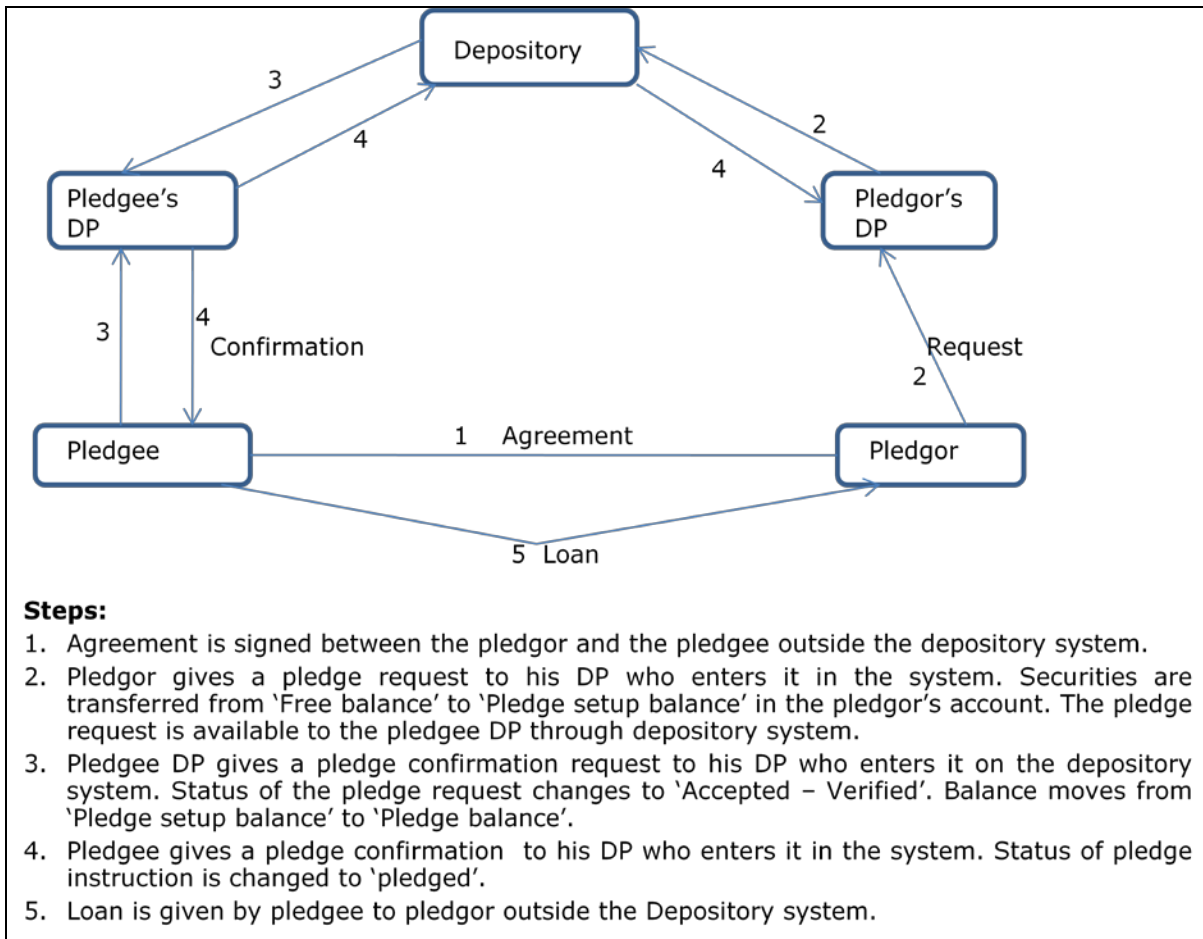 Depository
3
4
2
4
Pledgee’s
DP
Pledgor’s
DP
3
4
Confirmation
Request
2
Pledgee
1 Agreement
Pledgor
5 Loan
Steps:
1. Agreement is signed between the pledgor and the pledgee outside the depository system.
2. Pledgor gives a pledge request to his DP who enters it in the system. Securities are
transferred from ‘Free balance’ to ‘Pledge setup balance’ in the pledgor’s account. The pledge
request is available to the pledgee DP through depository system.
3. Pledgee DP gives a pledge confirmation request to his DP who enters it on the depository
system. Status of the pledge request changes to ‘Accepted – Verified’. Balance moves from
‘Pledge setup balance’ to ‘Pledge balance’.
4. Pledgee gives a pledge confirmation to his DP who enters it in the system. Status of pledge
instruction is changed to ‘pledged’.
5. Loan is given by pledgee to pledgor outside the Depository system.